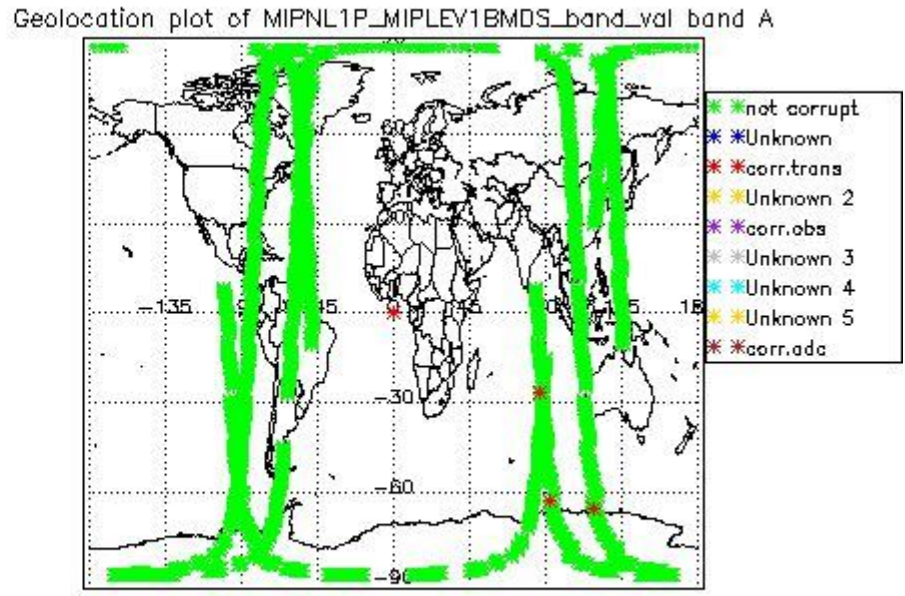 Geolocation plot of MIPNL1P_MIPLEV1BMDS_band_val band A
not corrupt
Unknown
corr.trans
Unknown 2
corr.obs
Unknown 3
Unknown 4
Unknown 5
corr.adc
-135
-30
-60
-90